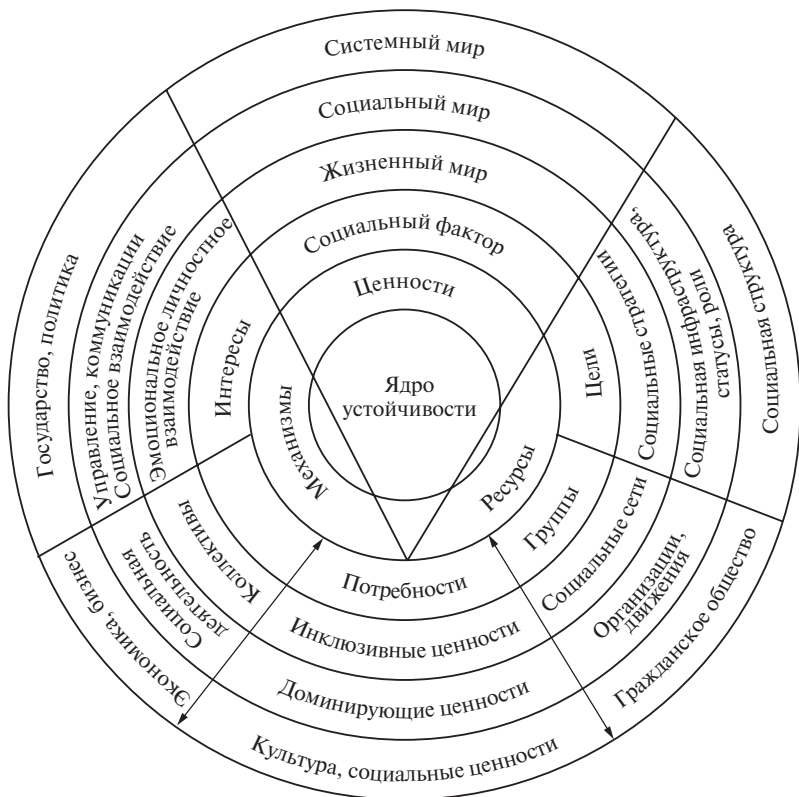 Системный мир
Социальный мир
Жизненный мир
Социальный фактор
Ценности
Ядро
устойчивости
Государство, политика
Управление, коммуникации
Социальное взаимодействие
Эмоциональное личностное
взаимодействие
Интересы
Механизмы
Ресурсы
Цели
Социальные стратегии
Социальная инфраструктура,
статусы, роли
Социальная структура
Экономика, бизнес
Социальная
деятельность
Коллективы
Потребности
Инклюзивные ценности
Доминирующие ценности
Культура, социальные ценности
Группы
Социальные сети
Организации,
движения
Гражданское общество